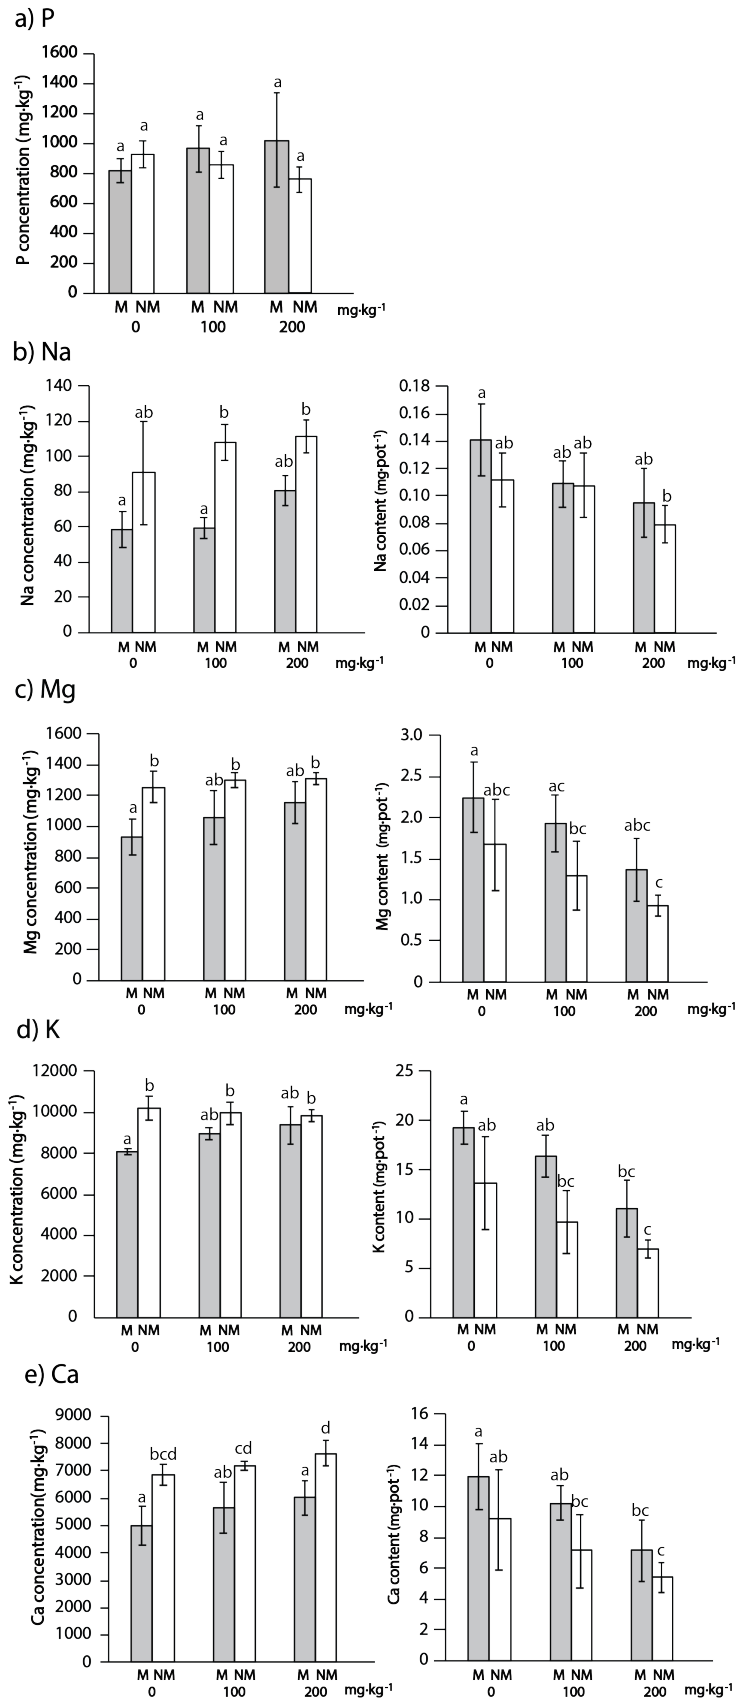 a) P
P concentration (mg·kg-1)
1600
1400
1200
1000
800
600
400
200
0
a a a a a a
M NM M NM M NM
0 100 200 mg·kg-1
b) Na
Na concentration (mg·kg-1)
140
120
100
80
60
40
20
0
a ab a b ab b
M NM M NM M NM
0 100 200 mg·kg-1
Na content (mg·pot-1)
0.18
0.16
0.14
0.12
0.10
0.08
0.04
0.02
0
a ab ab ab ab b
M NM M NM M NM
0 100 200 mg·kg-1
c) Mg
Mg concentration (mg·kg-1)
1600
1400
1200
1000
800
600
400
200
0
a b ab b ab b
M NM M NM M NM
0 100 200 mg·kg-1
Mg content (mg·pot-1)
3.0
2.5
2.0
1.5
1.0
0.5
0
a abc ac bc abc c
M NM M NM M NM
0 100 200 mg·kg-1
d) K
K concentration (mg·kg-1)
12000
10000
8000
6000
4000
2000
0
a b ab b ab b
M NM M NM M NM
0 100 200 mg·kg-1
K content (mg·pot-1)
25
20
15
10
5
0
a ab ab bc bc c
M NM M NM M NM
0 100 200 mg·kg-1
e) Ca
Ca concentration(mg·kg-1)
9000
8000
7000
6000
5000
4000
3000
2000
1000
0
a bcd ab cd a d
M NM M NM M NM
0 100 200 mg·kg-1
Ca content (mg·pot-1)
16
14
12
10
8
6
4
2
0
a ab ab bc bc c
M NM M NM M NM
0 100 200 mg·kg-1